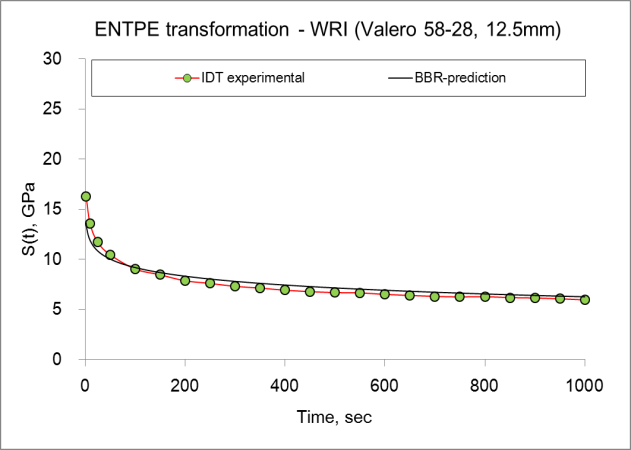 ENTPE transformation - WRI (Valero 58-28, 12.5mm)
IDT experimental BBR-prediction
30
25
20
15
10
5
0
S(t), GPa
0 200 400 600 800 1000
Time, sec